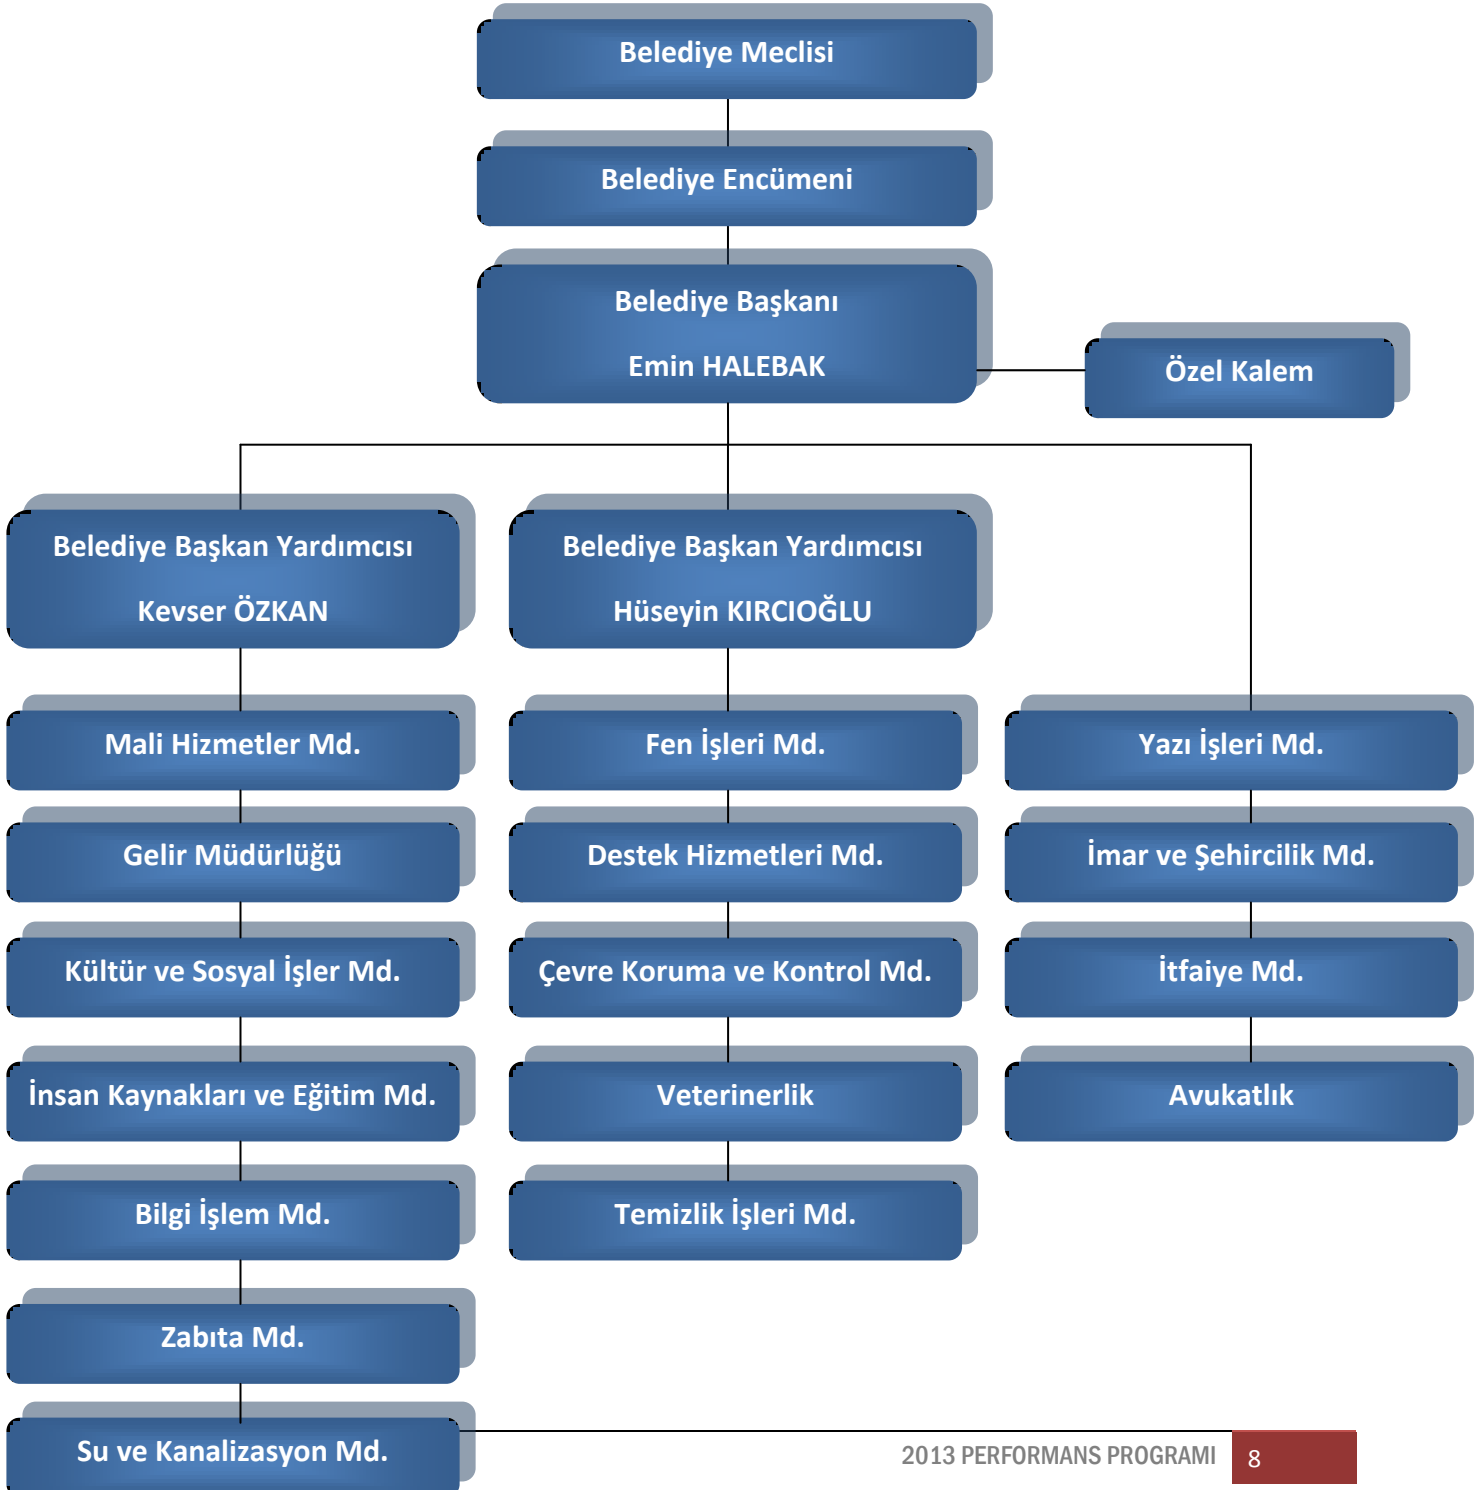 Belediye Meclisi
Belediye Encümeni
Belediye Başkanı
Emin HALEBAK
Özel Kalem
Belediye Başkan Yardımcısı
Kevser ÖZKAN
Belediye Başkan Yardımcısı
Hüseyin KIRCIOĞLU
Mali Hizmetler Md.
Gelir Müdürlüğü
Kültür ve Sosyal İşler Md.
İnsan Kaynakları ve Eğitim Md.
Bilgi İşlem Md.
Zabıta Md.
Su ve Kanalizasyon Md.
Fen İşleri Md.
Destek Hizmetleri Md.
Çevre Koruma ve Kontrol Md.
Veterinerlik
Temizlik İşleri Md.
Yazı İşleri Md.
İmar ve Şehircilik Md.
İtfaiye Md.
Avukatlık
2013 PERFORMANS PROGRAMI 8